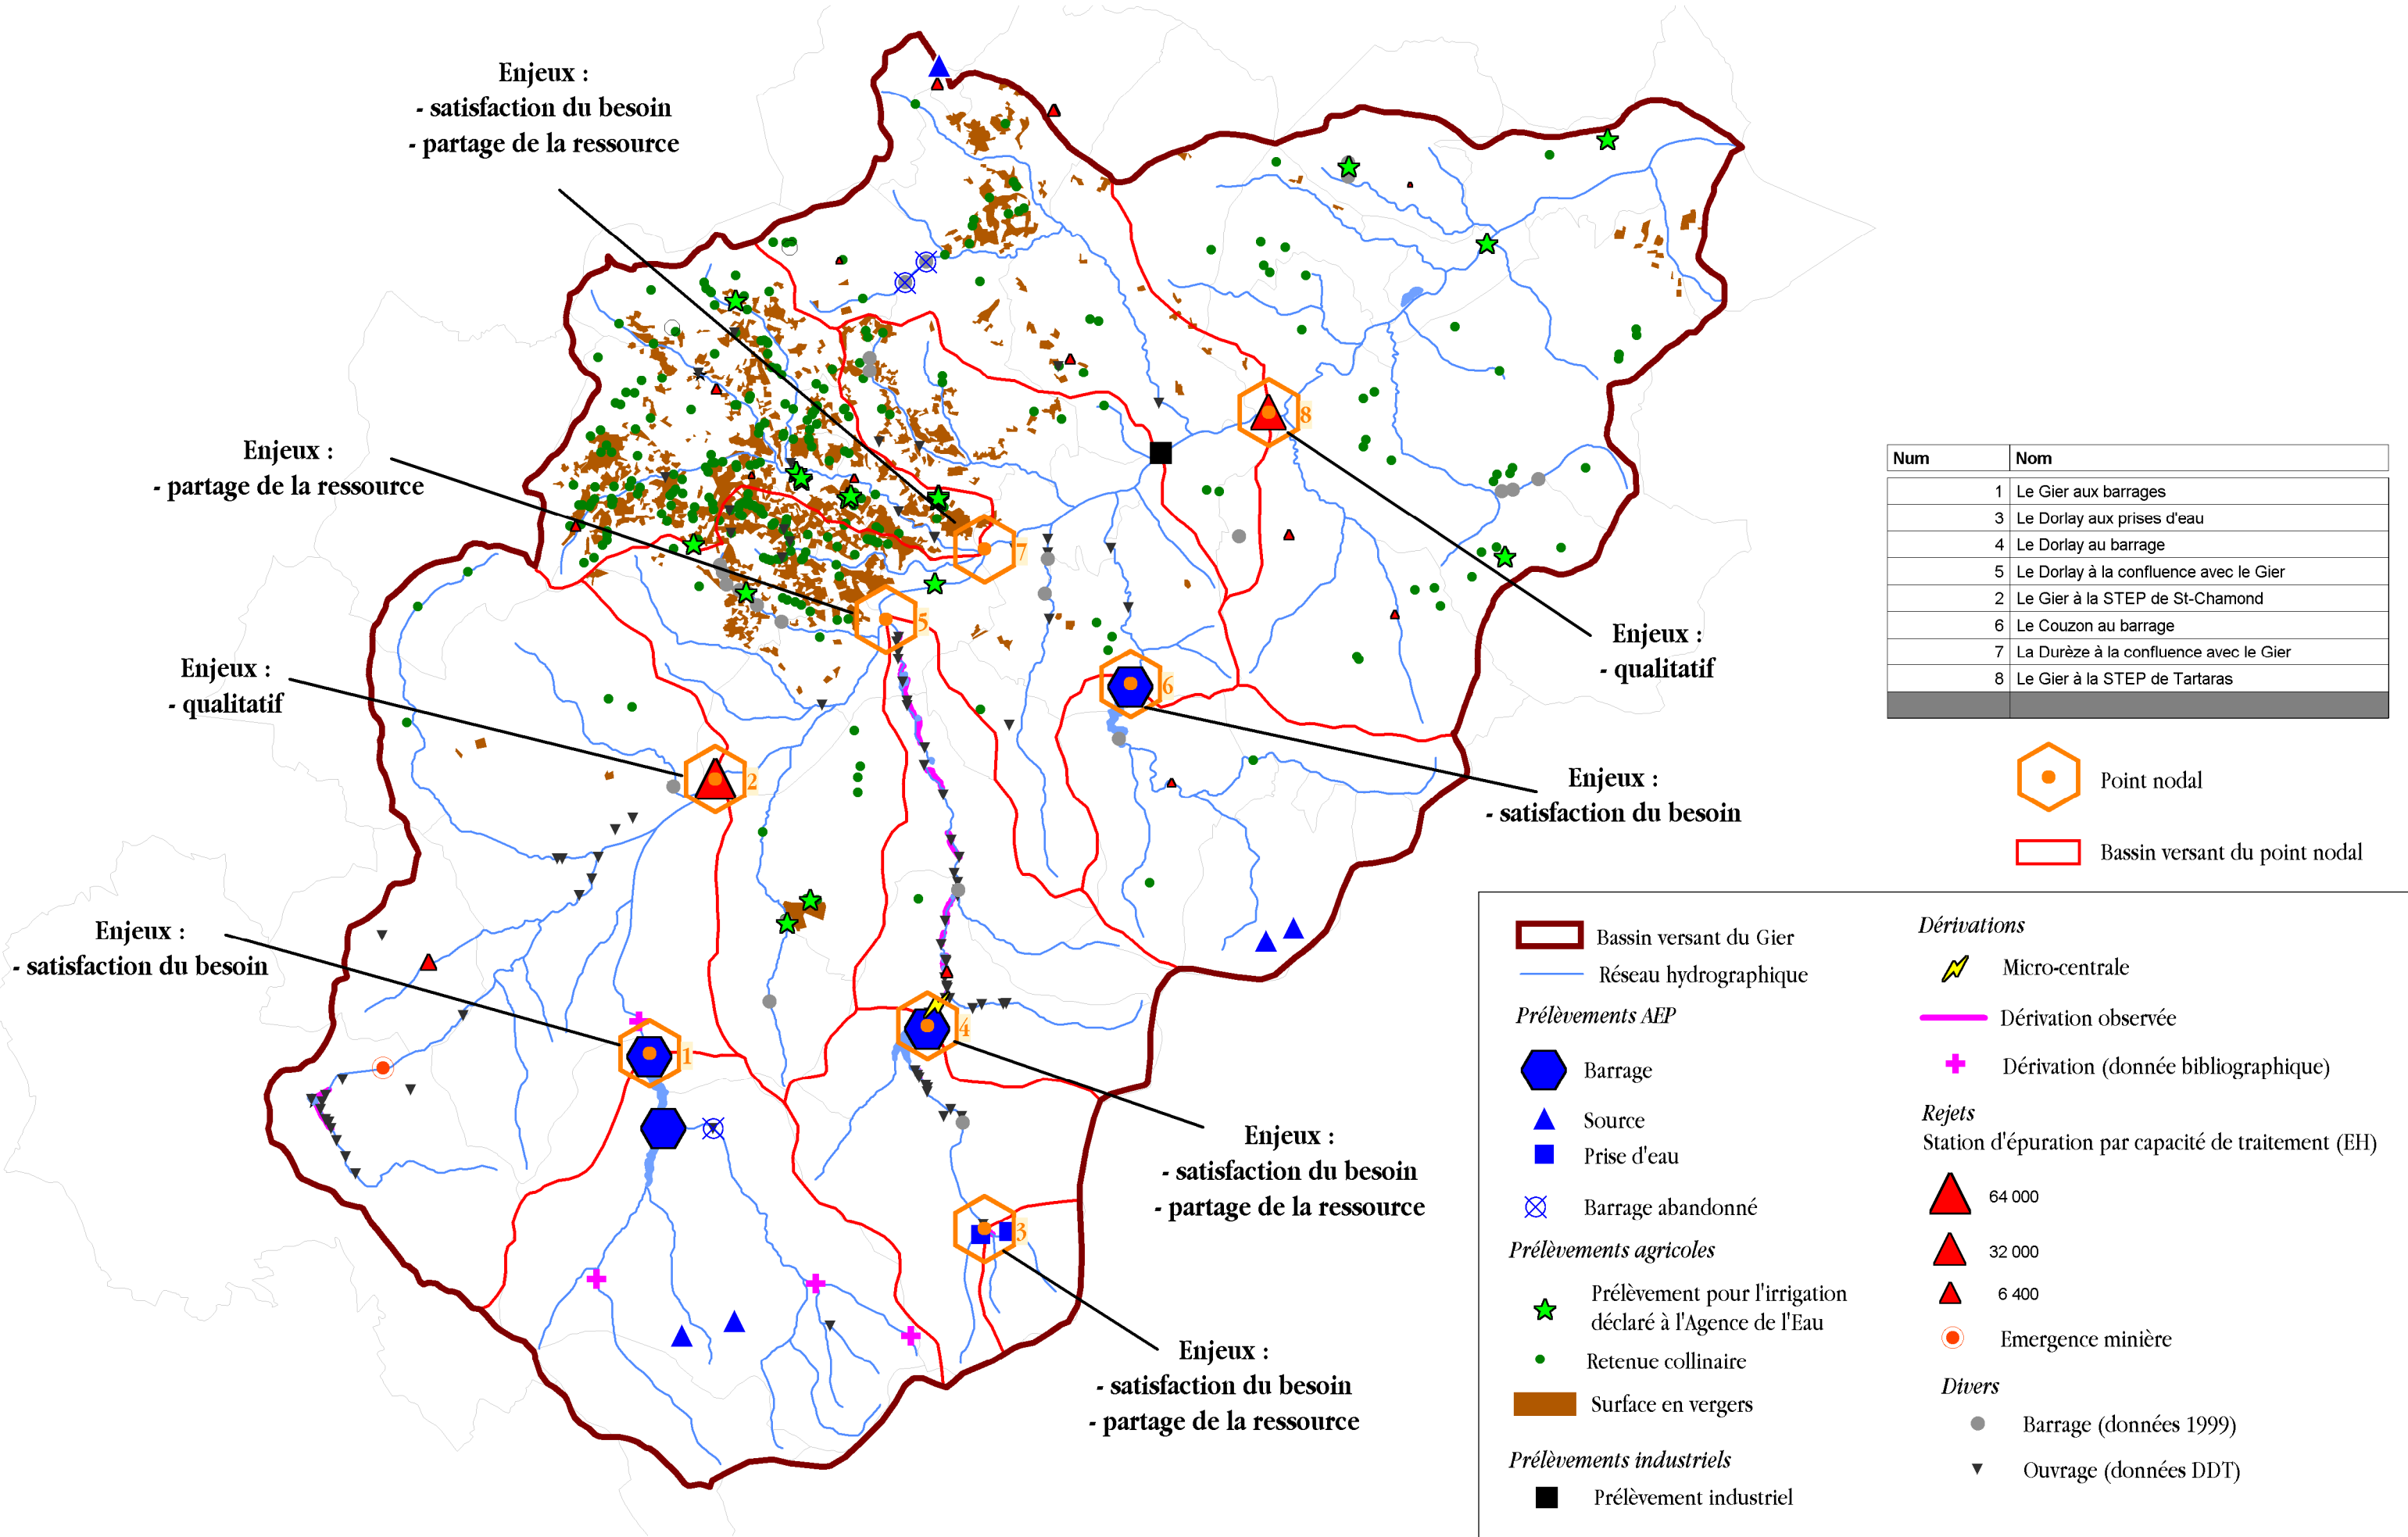 Enjeux :
- satisfaction du besoin
- partage de la ressource
Enjeux :
- partage de la ressource
Enjeux :
- qualitatif
Enjeux :
- satisfaction du besoin
8
7
5
6
2
1
4
3
Enjeux :
- qualitatif
Enjeux :
- satisfaction du besoin
Enjeux :
- satisfaction du besoin
- partage de la ressource
Enjeux :
- satisfaction du besoin
- partage de la ressource
Num Nom
1 Le Gier aux barrages
3 Le Dorlay aux prises d'eau
4 Le Dorlay au barrage
5 Le Dorlay à la confluence avec le Gier
2 Le Gier à la STEP de St-Chamond
6 Le Couzon au barrage
7 La Durèze à la confluence avec le Gier
8 Le Gier à la STEP de Tartaras
Point nodal
Bassin versant du point nodal
Bassin versant du Gier
Réseau hydrographique
Prélèvements AEP
Barrage
Source
Prise d'eau
Barrage abandonné
Prélèvements agricoles
Prélèvement pour l'irrigation
déclaré à l'Agence de l'Eau
Retenue collinaire
Surface en vergers
Prélèvements industriels
Prélèvement industriel
Dérivations
Micro-centrale
Dérivation observée
Dérivation (donnée bibliographique)
Rejets
Station d'épuration par capacité de traitement (EH)
64 000
32 000
6 400
Emergence minière
Divers
Barrage (données 1999)
Ouvrage (données DDT)